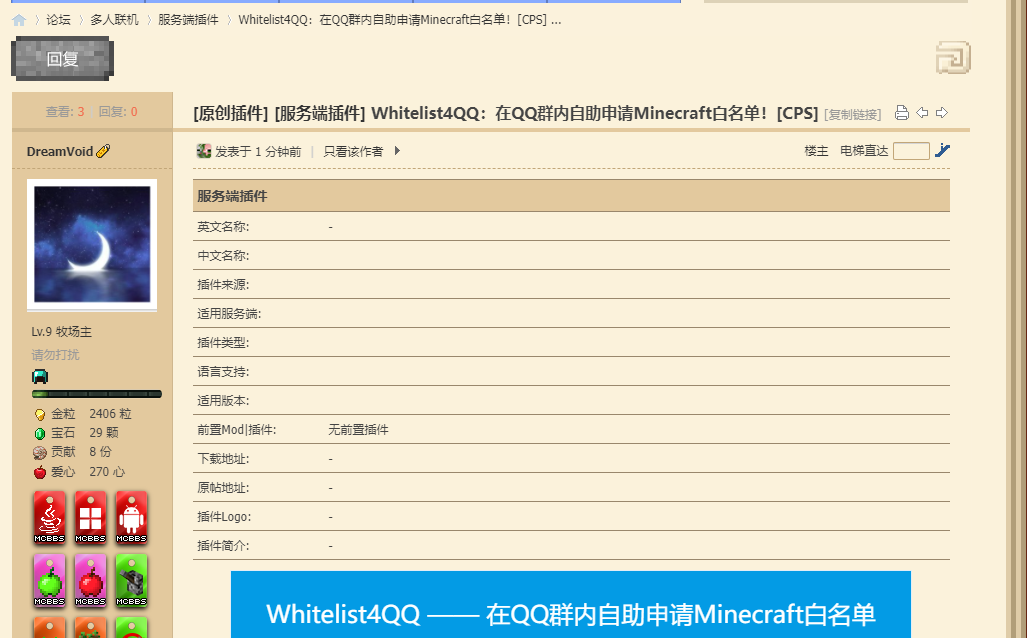 论坛 〉 多人联机 〉 服务端插件 〉 Whitelist4QQ：在QQ群内自助申请Minecraft白名单！[CPS] ...
回复
查看: 3 回复: 0
[原创插件] [服务端插件] Whitelist4QQ：在QQ群内自助申请Minecraft白名单！[CPS] [复制链接]
DreamVoid
发表于 1 分钟前 | 只看该作者
楼主 电梯直达
服务端插件
英文名称: -
中文名称:
插件来源:
适用服务端:
插件类型:
语言支持:
适用版本:
前置Mod|插件: 无前置插件
下载地址: -
原帖地址: -
插件Logo: -
插件简介: -
Lv.9 牧场主
请勿打扰
金粒 2406 粒
宝石 29 颗
贡献 8 份
爱心 270 心
MCBBS MCBBS MCBBS
MCBBS MCBBS MCBBS
Whitelist4QQ —— 在QQ群内自助申请Minecraft白名单